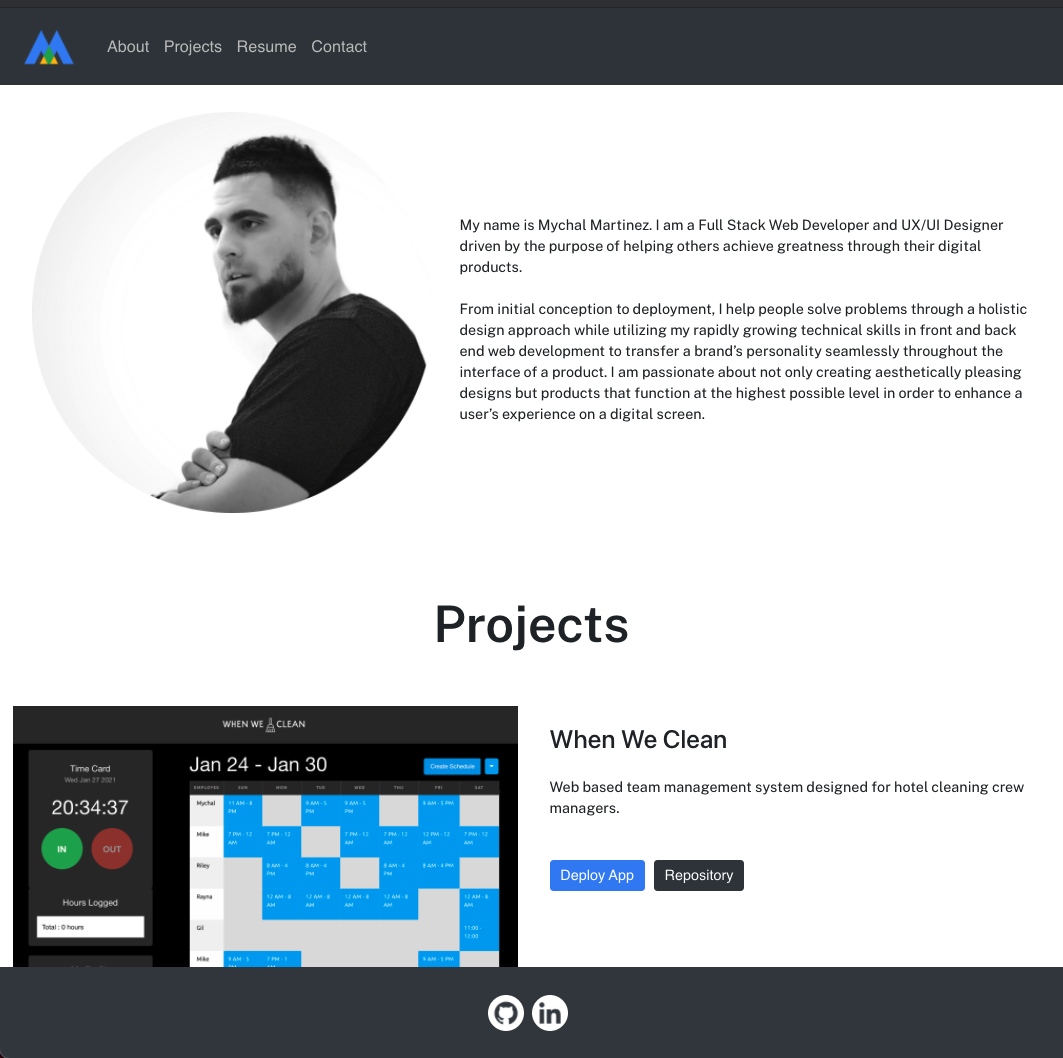 About Projects Resume Contact
My name is Mychal Martinez. I am a Full Stack Web Developer and UX/UI Designer
driven by the purpose of helping others achieve greatness through their digital
products.
From initial conception to deployment, I help people solve problems through a holistic
design approach while utilizing my rapidly growing technical skills in front and back
end web development to transfer a brand’s personality seamlessly throughout the
interface of a product. I am passionate about not only creating aesthetically pleasing
designs but products that function at the highest possible level in order to enhance a
user’s experience on a digital screen.
Projects
WHEN WE CLEAN
Time Card
Wed Jan 27 2021
20:34:37
IN OUT
Hours Logged
Total : 0 hours
Jan 24 - Jan 30
Create Schedule
EMPLOYEE SUN MON TUE WED THU FRI SAT
Mychal 11 AM - 8 PM 9 AM - 5 PM 9 AM - 5 PM 9 AM - 5 PM
Mike 7 PM - 12 AM 7 PM - 12 AM 7 PM - 12 AM 7 PM - 12 AM 12 PM - 12 AM 7 PM - 12 AM
Riley 8 AM - 4 PM 8 AM - 4 PM 9 AM - 4 PM 9 AM - 4 PM
Rayna 12 AM - 8 AM 12 AM - 8 AM 12 AM - 8 AM 12 AM - 8 AM 12 AM - 8 AM
Gil 11:00 - 12:00
Mike 9 AM - 5 PM 7 PM - 1 AM 9 AM - 5 PM
When We Clean
Web based team management system designed for hotel cleaning crew
managers.
Deploy App Repository
in